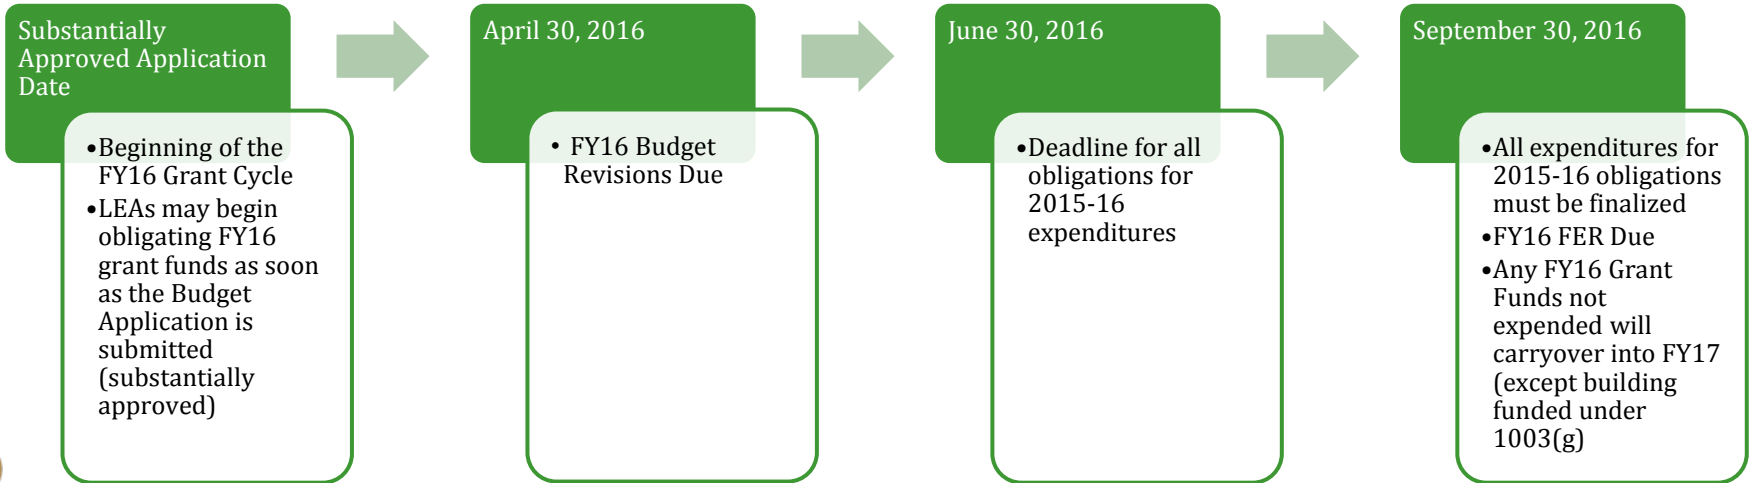 Substantially
Approved Application
Date
•Beginning of the
FY16 Grant Cycle
•LEAs may begin
obligating FY16
grant funds as soon
as the Budget
Application is
submitted
(substantially
approved)
April 30, 2016
• FY16 Budget
Revisions Due
June 30, 2016
•Deadline for all
obligations for
2015-16
expenditures
September 30, 2016
•All expenditures for
2015-16 obligations
must be finalized
•FY16 FER Due
•Any FY16 Grant
Funds not
expended will
carryover into FY17
(except building
funded under
1003(g)